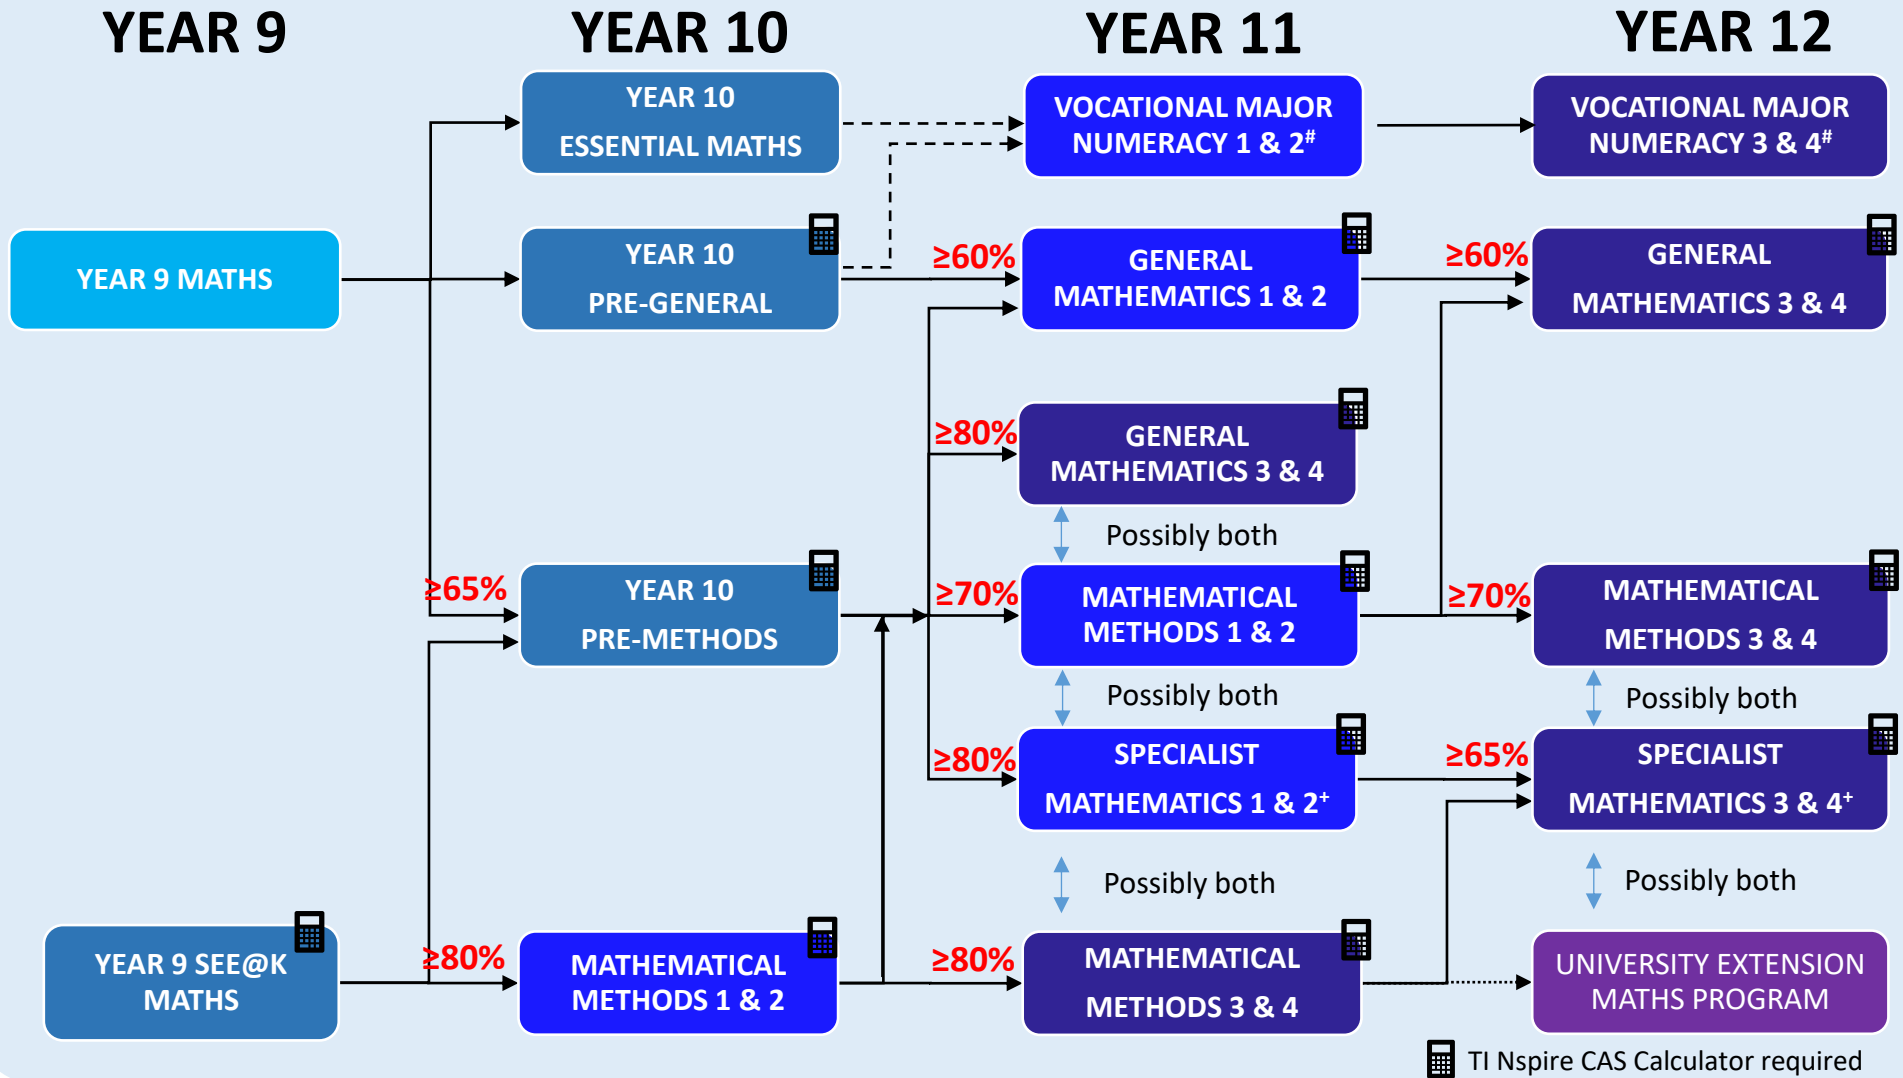 YEAR 9
YEAR 10
YEAR 11
YEAR 12
YEAR 10
ESSENTIAL MATHS
VOCATIONAL MAJOR
NUMERACY 1 & 2#
VOCATIONAL MAJOR
NUMERACY 3 & 4#
YEAR 9 MATHS
YEAR 10
PRE-GENERAL
≥60%
GENERAL
MATHEMATICS 1 & 2
≥60%
GENERAL
MATHEMATICS 3 & 4
≥80%
GENERAL
MATHEMATICS 3 & 4
Possibly both
≥65%
YEAR 10
PRE-METHODS
≥70%
MATHEMATICAL
METHODS 1 & 2
≥70%
MATHEMATICAL
METHODS 3 & 4
Possibly both
Possibly both
≥80%
SPECIALIST
MATHEMATICS 1 & 2+
≥65%
SPECIALIST
MATHEMATICS 3 & 4+
Possibly both
Possibly both
YEAR 9 SEE@K
MATHS
≥80%
MATHEMATICAL
METHODS 1 & 2
≥80%
MATHEMATICAL
METHODS 3 & 4
UNIVERSITY EXTENSION
MATHS PROGRAM
TI Nspire CAS Calculator required